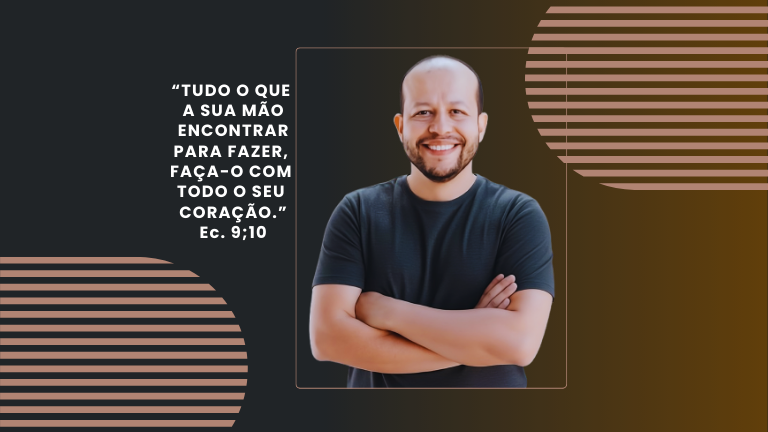 “TUDO O QUE
A SUA MÃO
ENCONTRAR
PARA FAZER,
FAÇA-O COM
TODO O SEU
CORAÇÃO.”
Ec. 9;10